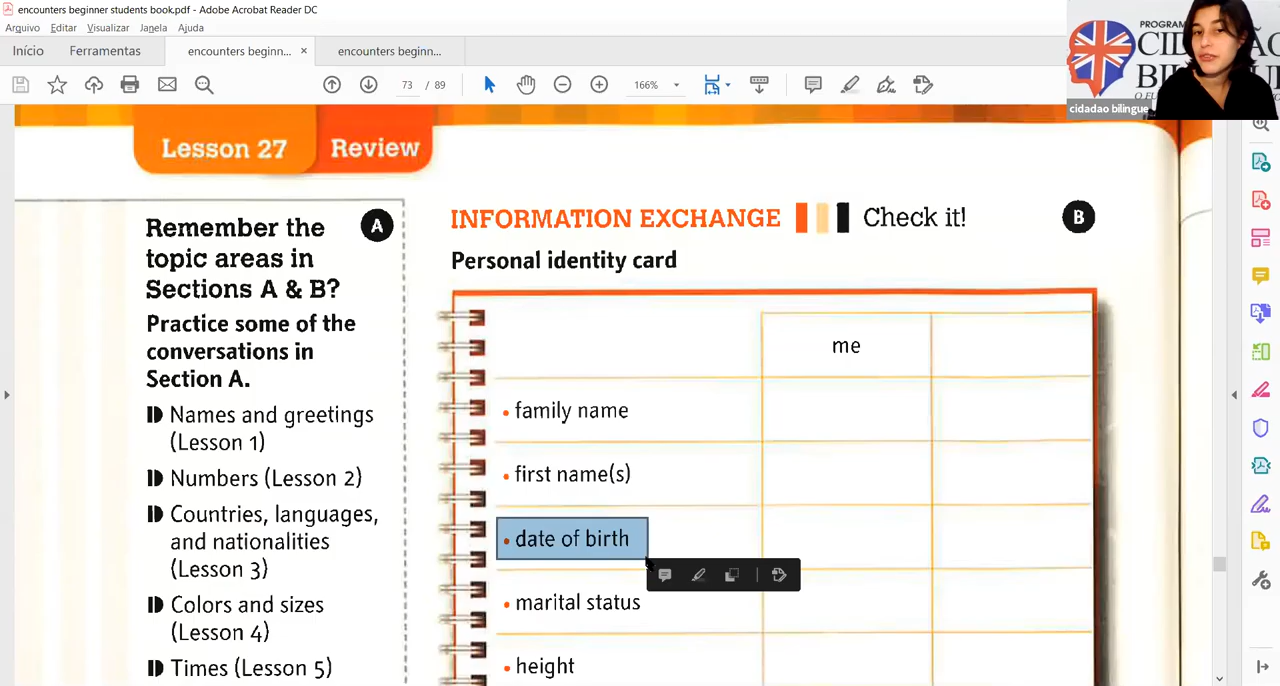 encounters beginner students book.pdf - Adobe Acrobat Reader DC
Arquivo Editar Visualizar Janela Ajuda
Início Ferramentas encounters beginn... × encounters beginn...
73 / 89 166%
cidadao bilingue
Lesson 27 Review
Remember the
topic areas in
Sections A & B?
A
Practice some of the
conversations in
Section A.
Names and greetings
(Lesson 1)
Numbers (Lesson 2)
Countries, languages,
and nationalities
(Lesson 3)
Colors and sizes
(Lesson 4)
Times (Lesson 5)
INFORMATION EXCHANGE Check it! B
Personal identity card
me
• family name
• first name(s)
• date of birth
• marital status
• height